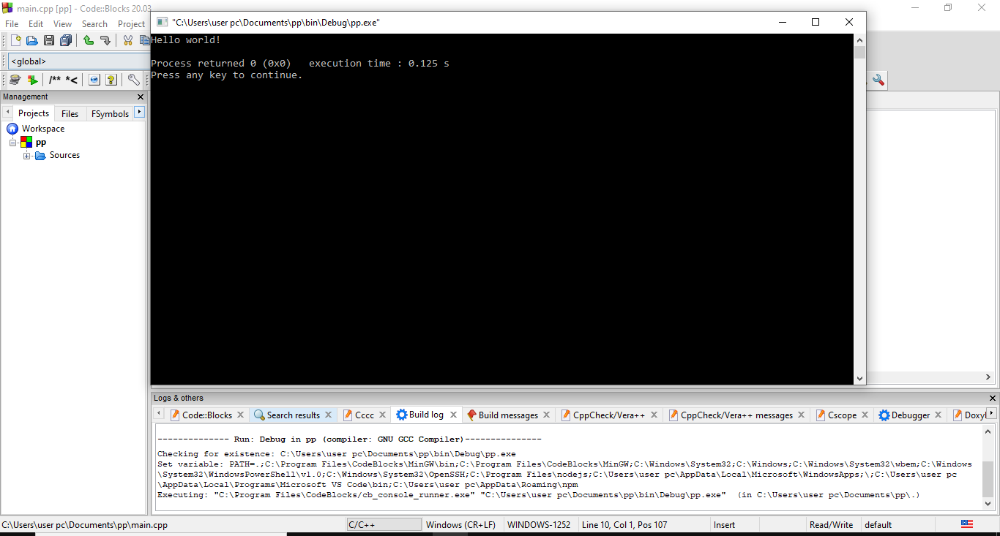 main.cpp [pp] - Code::Blocks 20.03
File Edit View Search Project
"C:\Users\user pc\Documents\pp\bin\Debug\pp.exe"
Hello world!
Process returned 0 (0x0)   execution time : 0.125 s
Press any key to continue.
<global>
/** *<
Management
Projects Files FSymbols
Workspace
pp
Sources
Logs & others
Code::Blocks Search results Cccc Build log Build messages CppCheck/Vera++ CppCheck/Vera++ messages Cscope Debugger Doxyl
-------------- Run: Debug in pp (compiler: GNU GCC Compiler)---------------
Checking for existence: C:\Users\user pc\Documents\pp\bin\Debug\pp.exe
Set variable: PATH=.;C:\Program Files\CodeBlocks\MinGW\bin;C:\Program Files\CodeBlocks\MinGW;C:\Windows\System32;C:\Windows;C:\Windows\System32\wbem;C:\Windows
\System32\WindowsPowerShell\v1.0;C:\Windows\System32\OpenSSH;C:\Program Files\nodejs;C:\Users\user pc\AppData\Local\Microsoft\WindowsApps;\;C:\Users\user pc
\AppData\Local\Programs\Microsoft VS Code\bin;C:\Users\user pc\AppData\Roaming\npm
Executing: "C:\Program Files\CodeBlocks/cb_console_runner.exe" "C:\Users\user pc\Documents\pp\bin\Debug\pp.exe"  (in C:\Users\user pc\Documents\pp\.)
C:\Users\user pc\Documents\pp\main.cpp C/C++ Windows (CR+LF) WINDOWS-1252 Line 10, Col 1, Pos 107 Insert Read/Write default